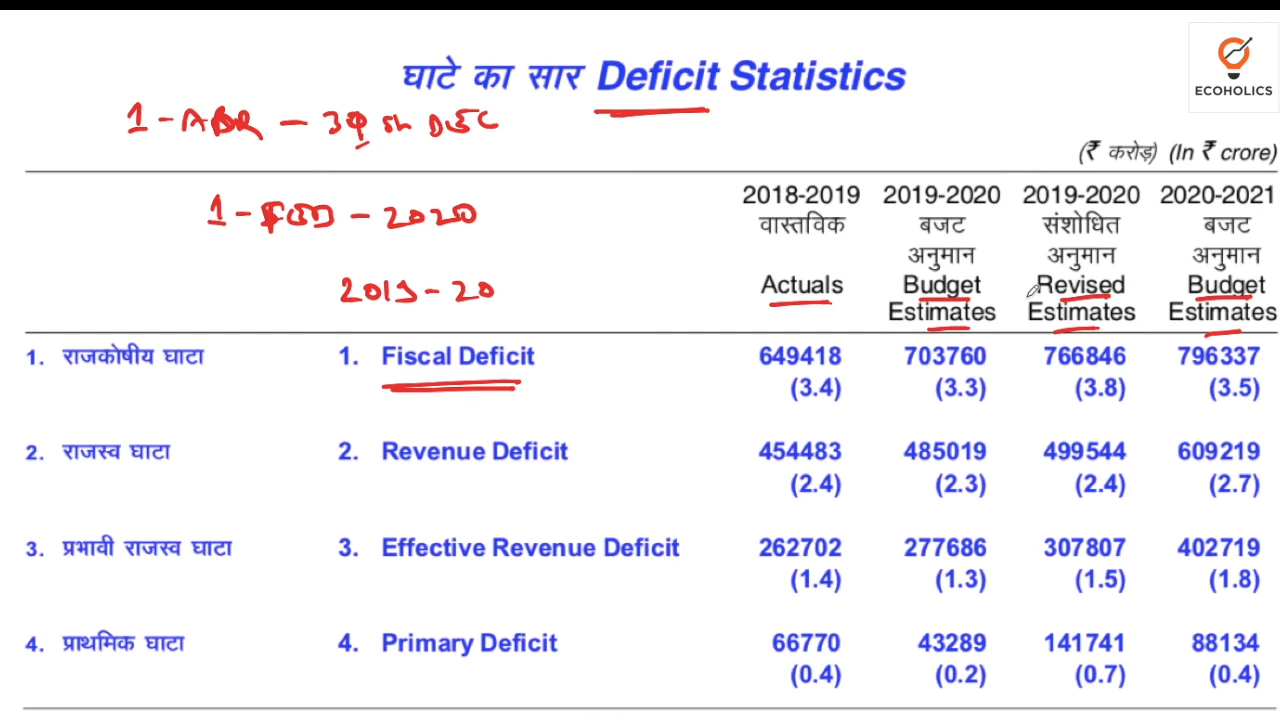 घाटे का सार Deficit Statistics
ECOHOLICS
(₹ करोड़) (In ₹ crore)
1 -
1 - - 2020
2019 - 20
2018-2019 2019-2020 2019-2020 2020-2021
वास्तविक बजट संशोधित बजट
अनुमान अनुमान अनुमान
Actuals Budget Revised Budget
Estimates Estimates Estimates
1. राजकोषीय घाटा 1. Fiscal Deficit 649418 703760 766846 796337
(3.4) (3.3) (3.8) (3.5)
2. राजस्व घाटा 2. Revenue Deficit 454483 485019 499544 609219
(2.4) (2.3) (2.4) (2.7)
3. प्रभावी राजस्व घाटा 3. Effective Revenue Deficit 262702 277686 307807 402719
(1.4) (1.3) (1.5) (1.8)
4. प्राथमिक घाटा 4. Primary Deficit 66770 43289 141741 88134
(0.4) (0.2) (0.7) (0.4)